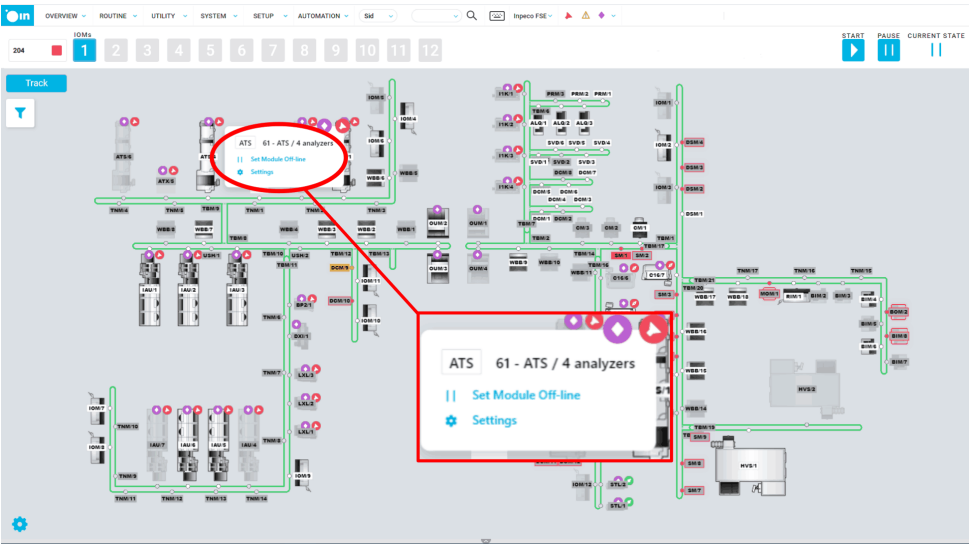 in OVERVIEW ROUTINE UTILITY SYSTEM SETUP AUTOMATION Sid Inpeco FSE
204
IOMs
1 2 3 4 5 6 7 8 9 10 11 12
START PAUSE CURRENT STATE
Track
ATS
61 - ATS / 4 analyzers
Set Module Off-line
Settings
ATS/6
ATX/5
IOM/5
IOM/4
IOM/6
WBB/6
WBB/5
TNM/4
TNM/5
TBM/9
TNM/1
TNM/3
WBB/8
WBB/7
TBM/8
WBB/4
WBB/3
WBB/2
WBB/1
OUM/2
OUM/1
OUM/3
OUM/4
USH/1
TBM/10
USH/2
TBM/11
TBM/12
TBM/13
DCM/9
IOM/11
DCM/10
IOM/10
IAU/1
IAU/2
IAU/3
BP2/1
TNM/6
DXI/1
TNM/7
LXL/3
LXL/2
LXL/1
IOM/7
TNM/10
IOM/8
TNM/9
IAU/7
IAU/6
IAU/5
IAU/4
TNM/8
IOM/9
TNM/11
TNM/12
TNM/13
TNM/14
I1K/1
I1K/2
I1K/3
I1K/4
PRM/3
PRM/2
PRM/1
TBM/6
ALQ/1
ALQ/2
ALQ/3
SVD/6
SVD/5
SVD/4
SVD/1
SVD/2
SVD/3
DCM/8
DCM/7
DCM/5
DCM/6
DCM/4
DCM/3
DCM/1
DCM/2
TBM/7
CM/3
CM/2
CM/1
TBM/2
TBM/1
TBM/17
IOM/1
IOM/2
IOM/3
DSM/4
DSM/3
DSM/2
DSM/1
WBB/9
WBB/10
TBM/14
SM/1
SM/2
TBM/16
WBB/11
C16/6
C16/7
SM/3
TBM/21
TBM/20
WBB/17
WBB/18
TNM/17
TNM/16
TNM/15
MOM/1
BIM/1
BIM/2
BIM/3
BIM/4
BIM/5
BIM/6
BOM/2
BIM/8
BIM/7
WBB/16
WBB/15
WBB/14
HVS/2
TBM/19
SM/9
SM/8
SM/7
HVS/1
IOM/12
STL/2
STL/1
ATS
61 - ATS / 4 analyzers
Set Module Off-line
Settings